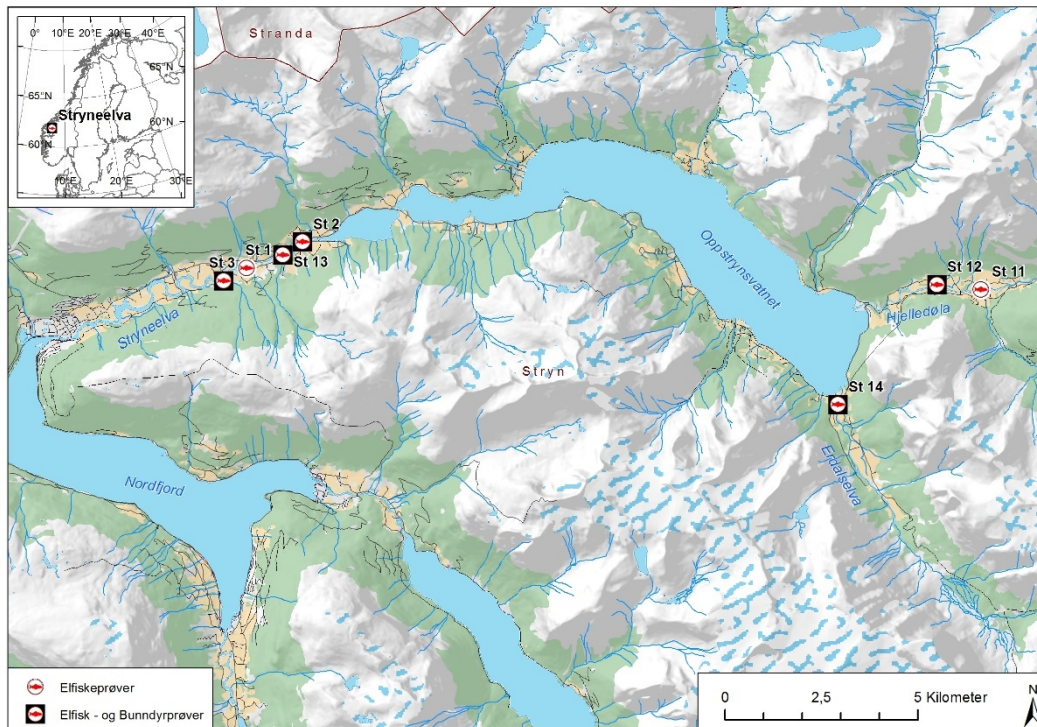 0°
10°E
20°E
30°E
65°N
65°N
60°N
Stryneelva
60°N
10°E
20°E
30°E
Stranda
St 2
St 1
St 13
St 3
Stryneelva
Oppstrynsvatnet
St 12
St 11
Hjelledøla
Stryn
St 14
Erdalselva
Nordfjord
Elfiskeprøver
Elfisk - og Bunndyrprøver
0 2,5 5 Kilometer
N